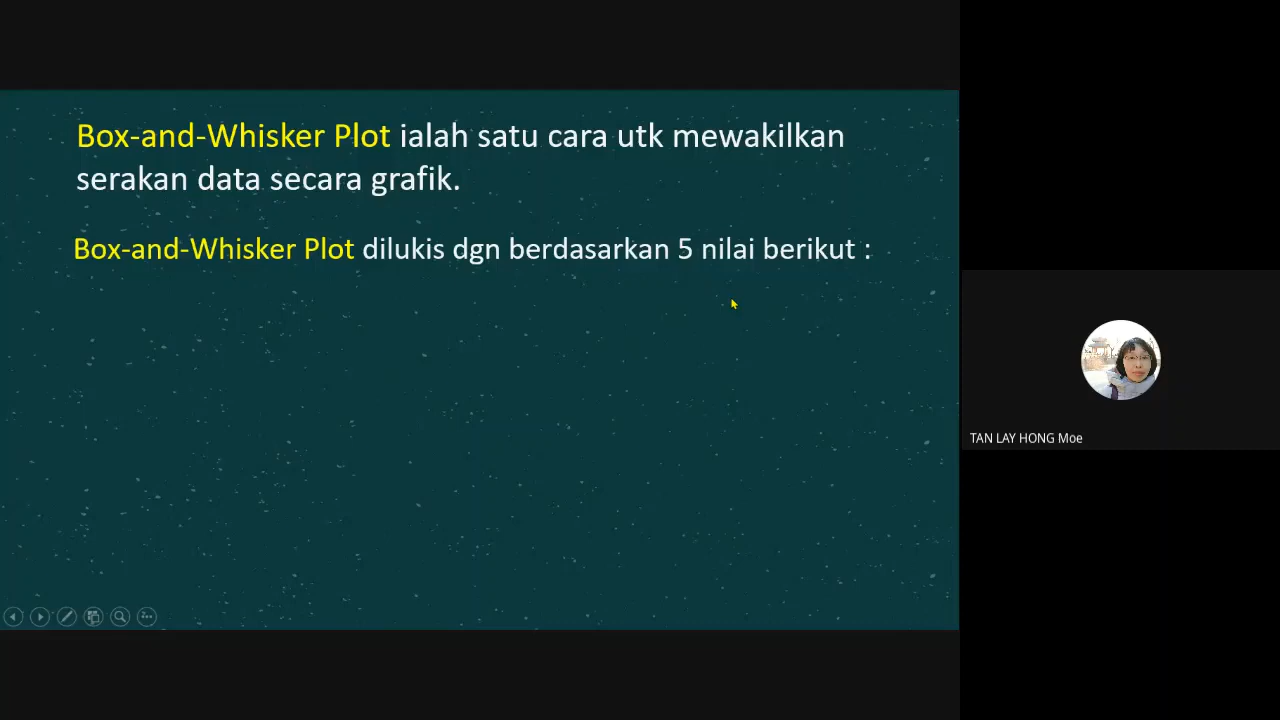 Box-and-Whisker Plot ialah satu cara utk mewakilkan
serakan data secara grafik.
Box-and-Whisker Plot dilukis dgn berdasarkan 5 nilai berikut :
TAN LAY HONG Moe